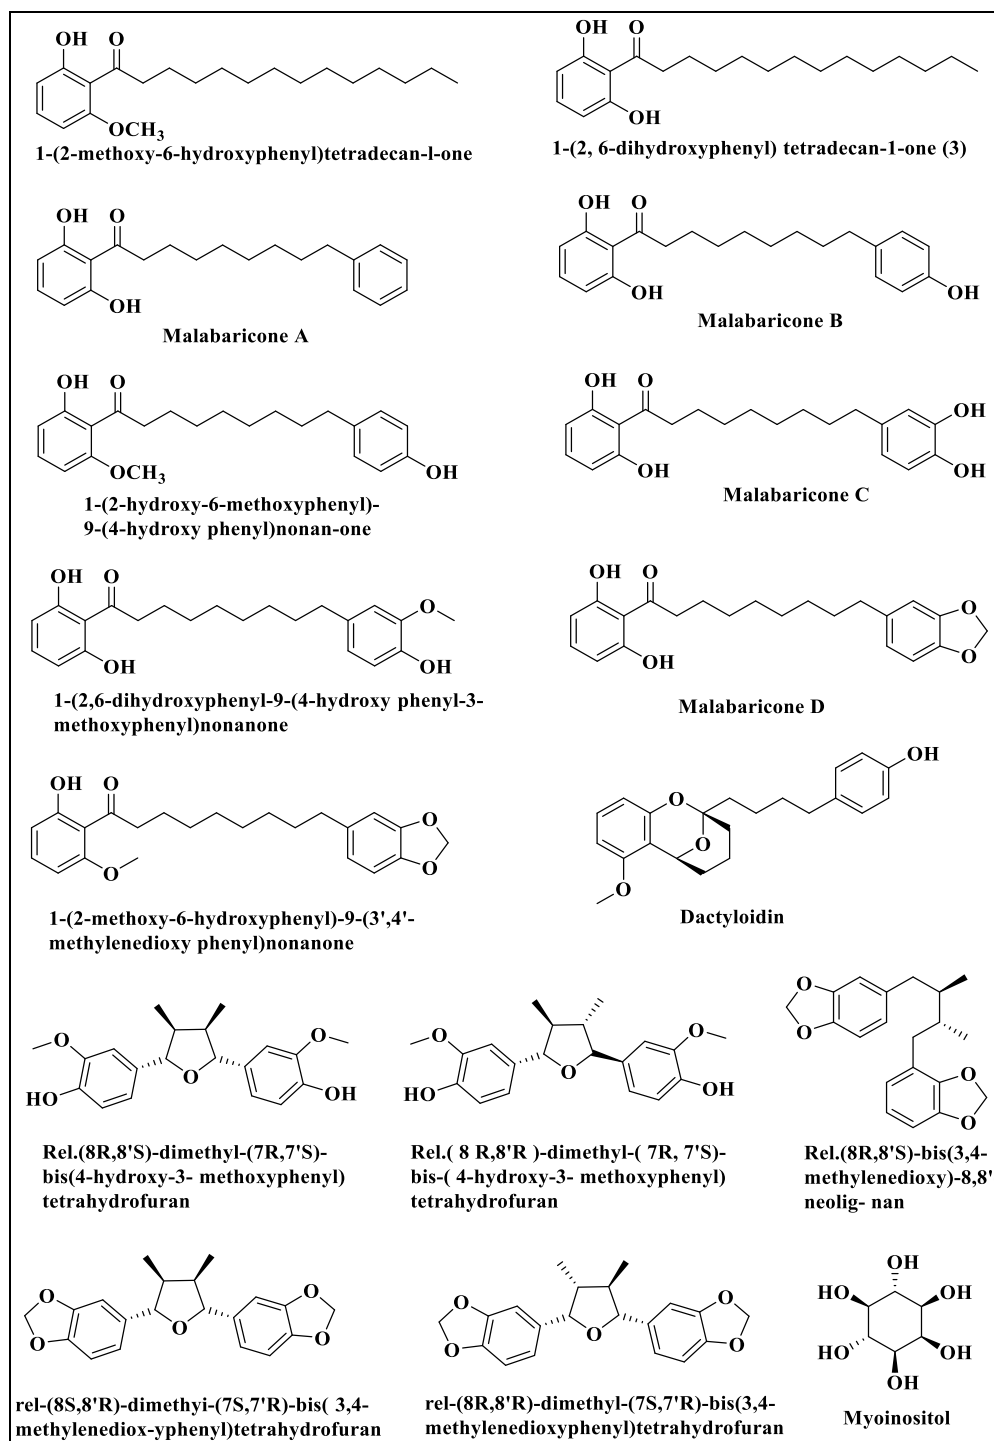 OH O
OCH3
1-(2-methoxy-6-hydroxyphenyl)tetradecan-l-one
OH O
OH
1-(2, 6-dihydroxyphenyl) tetradecan-1-one (3)
OH O
OH
Malabaricone A
OH O
OH
OH
Malabaricone B
OH O
OCH3
OH
1-(2-hydroxy-6-methoxyphenyl)-
9-(4-hydroxy phenyl)nonan-one
OH O
OH
OH
OH
Malabaricone C
OH O
OH
O
OH
1-(2,6-dihydroxyphenyl-9-(4-hydroxy phenyl-3-
methoxyphenyl)nonanone
OH O
OH
O
O
Malabaricone D
OH O
O
O
O
1-(2-methoxy-6-hydroxyphenyl)-9-(3',4'-
methylenedioxy phenyl)nonanone
OH
O
O
O
Dactyloidin
O
HO
O
O
OH
Rel.(8R,8'S)-dimethyl-(7R,7'S)-
bis(4-hydroxy-3- methoxyphenyl)
tetrahydrofuran
O
HO
O
O
OH
Rel.( 8 R,8'R )-dimethyl-( 7R, 7'S)-
bis-( 4-hydroxy-3- methoxyphenyl)
tetrahydrofuran
O
O
O
O
Rel.(8R,8'S)-bis(3,4-
methylenedioxy)-8,8'
neolig- nan
O
O
O
O
O
rel-(8S,8'R)-dimethyi-(7S,7'R)-bis( 3,4-
methylenediox-yphenyl)tetrahydrofuran
O
O
O
O
O
rel-(8R,8'R)-dimethyl-(7S,7'R)-bis(3,4-
methylenedioxyphenyl)tetrahydrofuran
OH
HO OH
HO OH
OH
Myoinositol